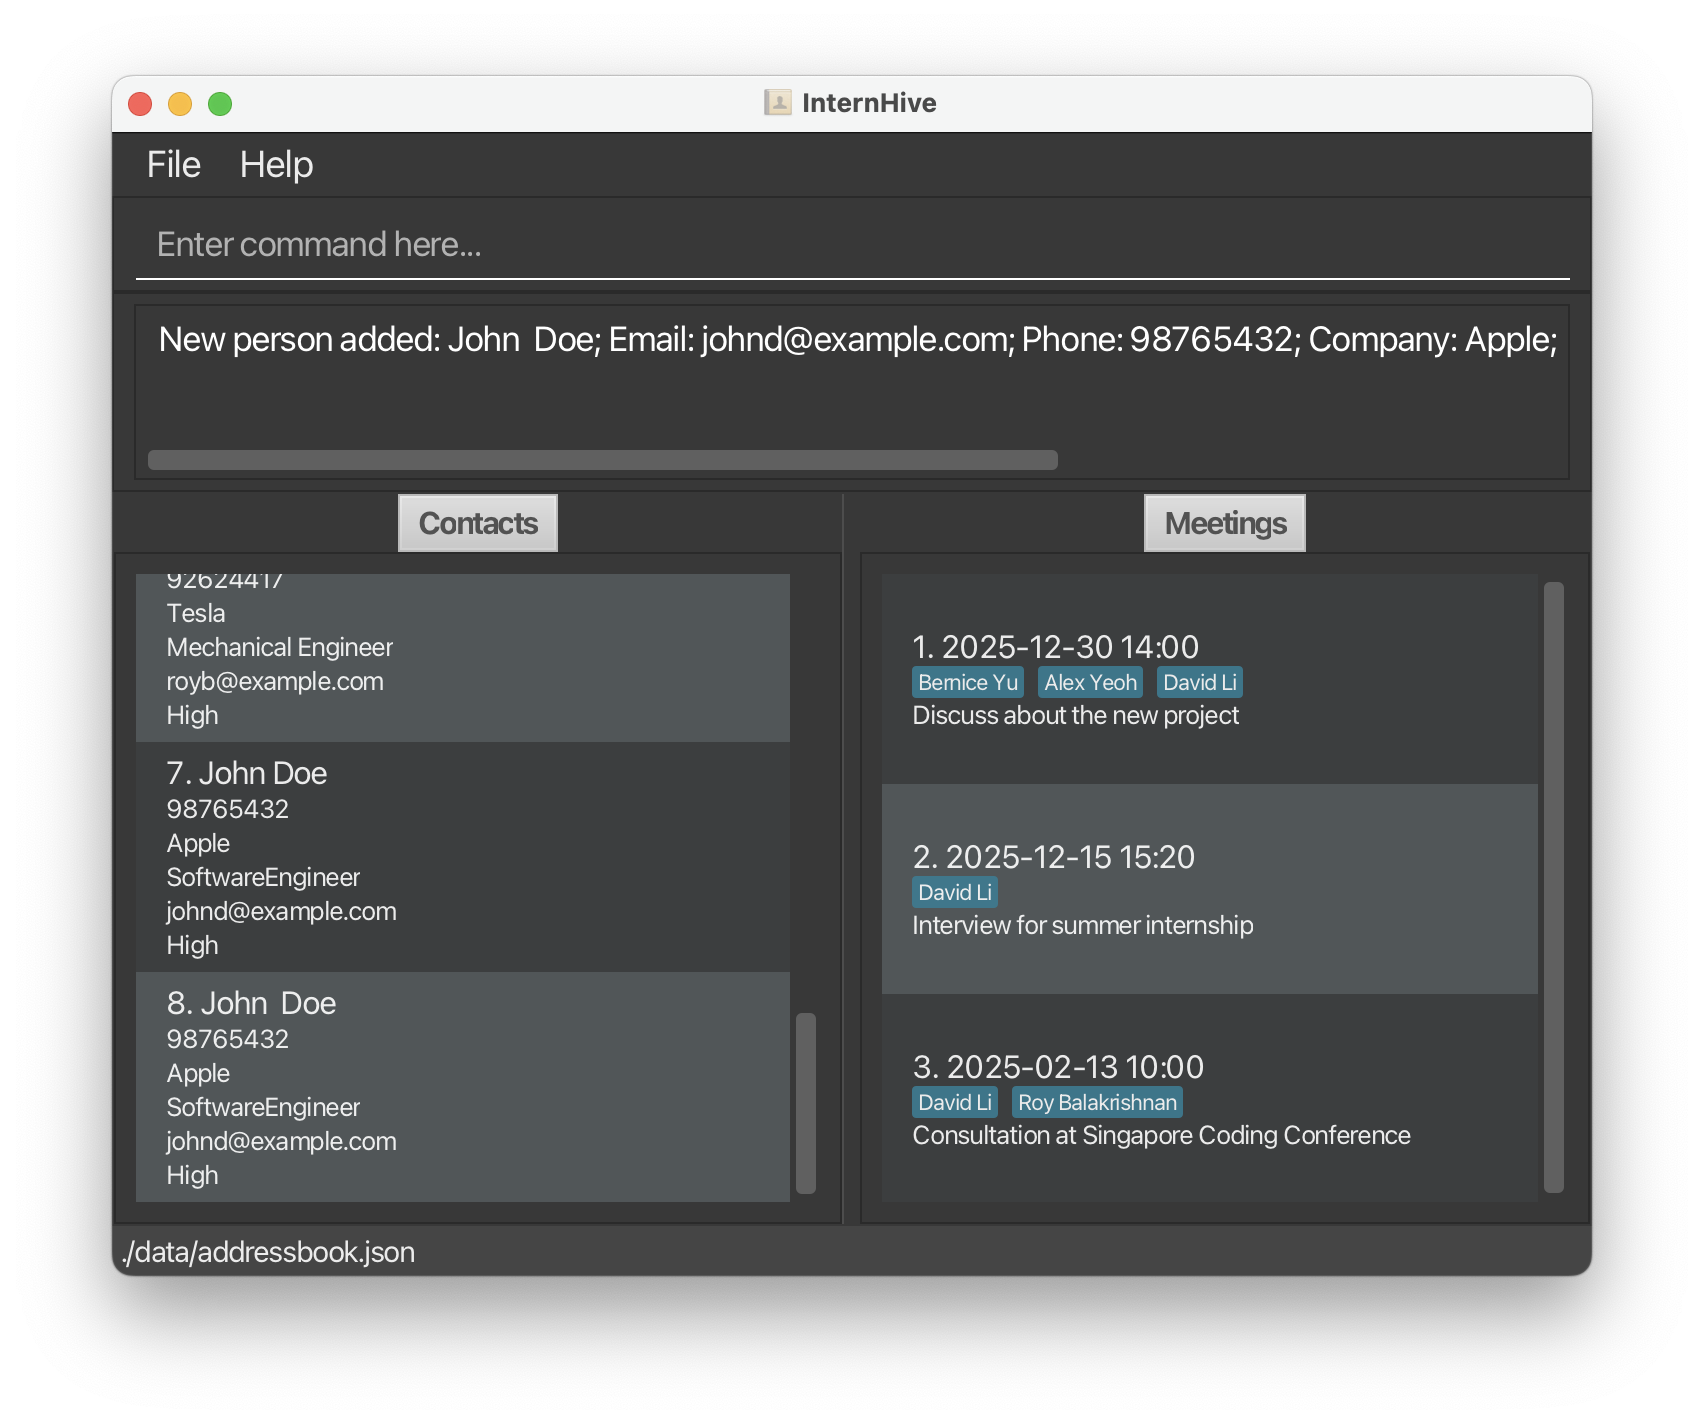 InternHive
File Help
Enter command here...
New person added: John  Doe; Email: johnd@example.com; Phone: 98765432; Company: Apple;
Contacts
92624417
Tesla
Mechanical Engineer
royb@example.com
High
7. John Doe
98765432
Apple
SoftwareEngineer
johnd@example.com
High
8. John  Doe
98765432
Apple
SoftwareEngineer
johnd@example.com
High
Meetings
1. 2025-12-30 14:00
Bernice Yu Alex Yeoh David Li
Discuss about the new project
2. 2025-12-15 15:20
David Li
Interview for summer internship
3. 2025-02-13 10:00
David Li Roy Balakrishnan
Consultation at Singapore Coding Conference
./data/addressbook.json